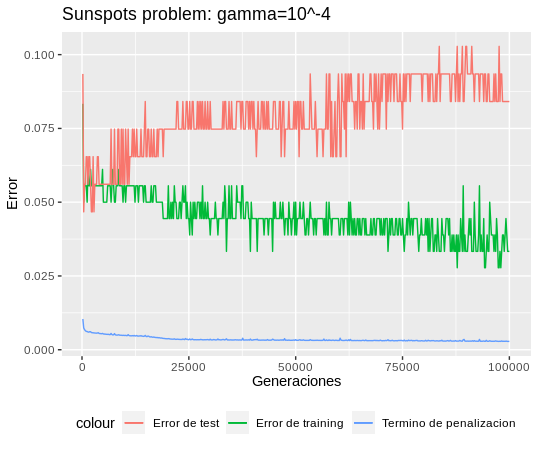 Sunspots problem: gamma=10^-4
Error
0.100
0.075
0.050
0.025
0.000
0 25000 50000 75000 100000
Generaciones
colour Error de test Error de training Termino de penalizacion